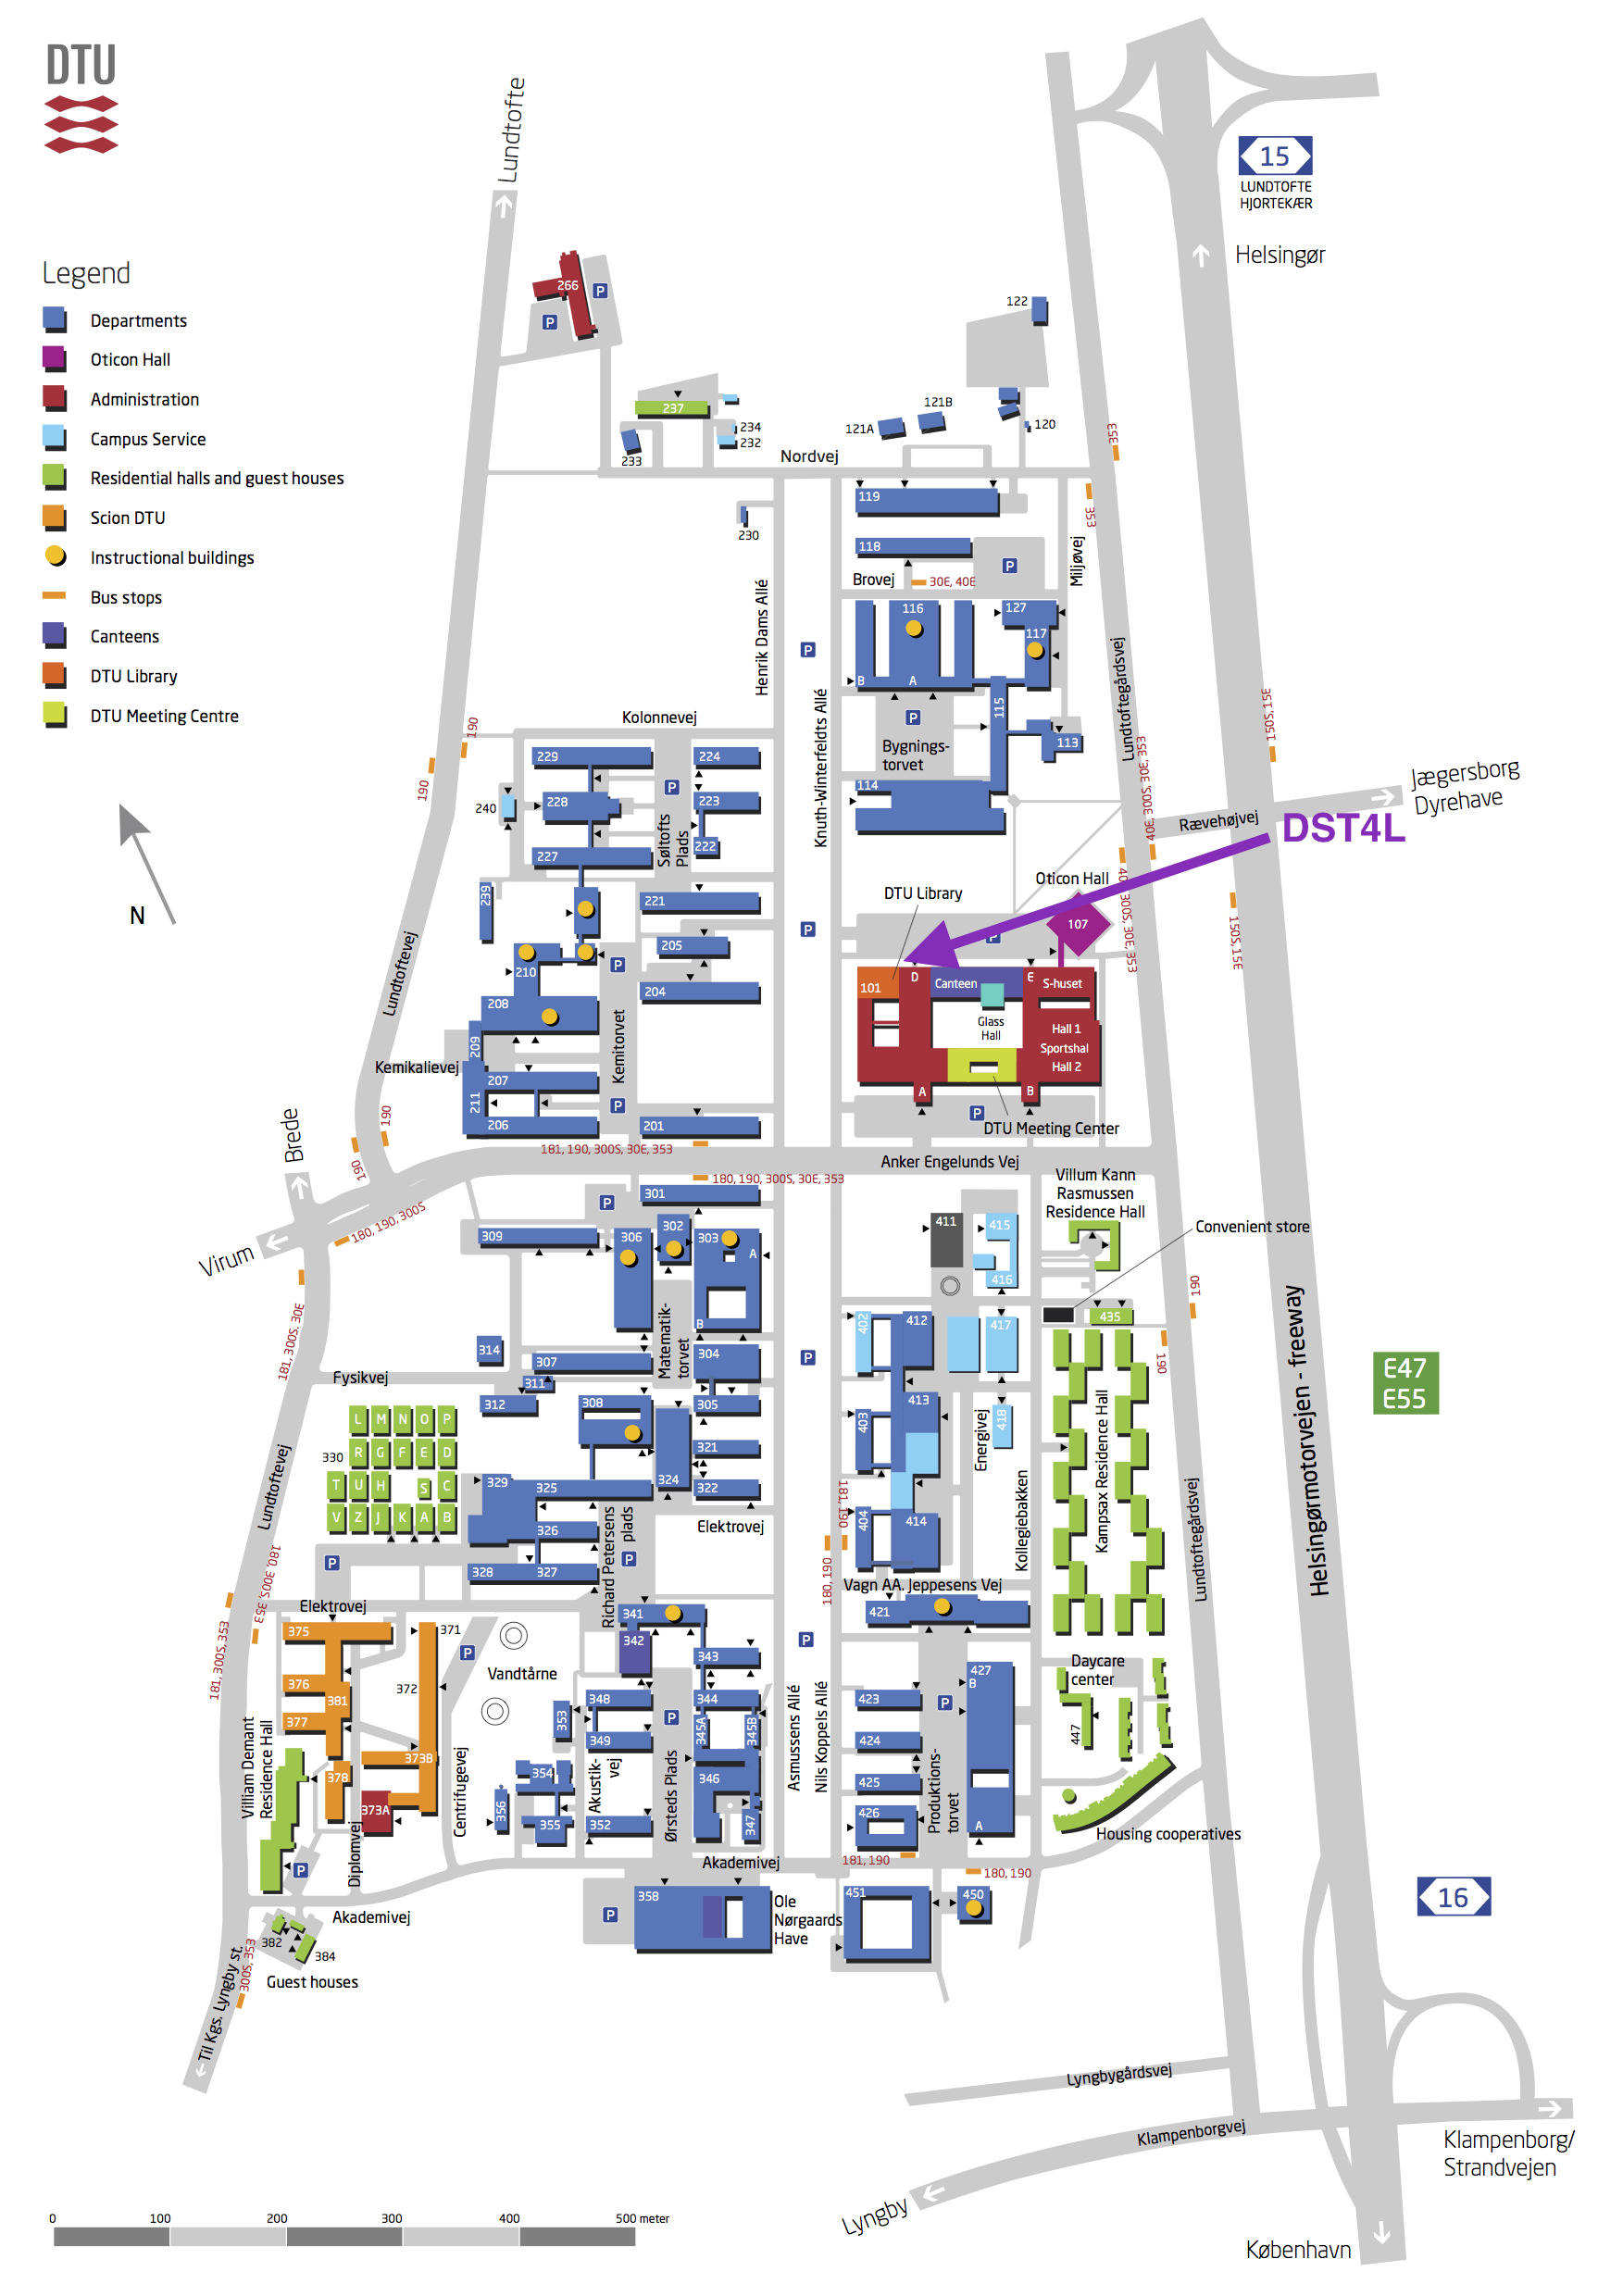 DTU
Lundtofte
15
LUNDTOFTE
HJORTEKÆR
Helsingør
Legend
Departments
Oticon Hall
Administration
Campus Service
Residential halls and guest houses
Scion DTU
Instructional buildings
Bus stops
Canteens
DTU Library
DTU Meeting Centre
N
266
P
P
122
237
234
232
233
121A
121B
120
353E
Nordvej
119
353
230
118
P
Miljøvej
Brovej
30E, 40E
Henrik Dams Allé
116
127
117
P
B
A
115
Lundtoftegårdsvej
150S, 15E
Knuth-Winterfeldts Allé
P
Bygnings-
torvet
113
114
Kolonnevej
190
190
229
224
240
228
P
223
Søltofts
Plads
222
227
Jægersborg
Dyrehave
Rævehøjvej
DST4L
239
221
Oticon Hall
DTU Library
107
P
P
40E, 300S, 30E, 353
150S, 15E
205
210
P
204
208
Lundtoftevej
209
Kemitorvet
101
D
Canteen
E
S-huset
Glass
Hall
Hall 1
Sportshal
Hall 2
A
B
P
DTU Meeting Center
Kemikalievej
207
211
P
206
201
190
190
Brede
181, 190, 300S, 30E, 353
Anker Engelunds Vej
180, 190, 300S, 30E, 353
180, 190, 300S
Virum
301
P
309
306
302
303
A
B
Matematik-
torvet
Villum Kann
Rasmussen
Residence Hall
Convenient store
411
415
416
190
435
402
412
417
190
181, 300S, 30E
314
307
304
P
Fysikvej
311
312
308
305
403
413
Energivej
418
Kampsax Residence Hall
E47
E55
Helsingørmotorvejen - freeway
L M N O P
330
R G F E D
T U H S C
V Z J K A B
321
324
322
329
325
326
328
327
Richard Petersens
plads
P
Elektrovej
181, 190
180, 190
404
414
Kollegiebakken
Lundtoftegårdsvej
Lundtoftevej
P
180, 300S, 353
181, 300S, 353
Vagn AA. Jeppesens Vej
421
Elektrovej
375
371
P
376
381
372
377
373B
378
373A
Villiam Demant
Residence Hall
Diplomvej
Centrifugevej
Vandtårne
341
342
343
P
348
344
353
349
345A
345B
P
354
Akustik-
vej
346
356
355
352
347
Ørsteds Plads
Asmussens Allé
Nils Koppels Allé
423
P
427
B
424
425
426
Produktions-
torvet
A
Daycare
center
447
Housing cooperatives
P
Akademivej
181, 190
180, 190
358
P
Ole
Nørgaards
Have
451
450
16
Akademivej
382
384
Guest houses
300S, 353
Til Kgs. Lyngby st.
Lyngbygårdsvej
Klampenborgvej
Klampenborg/
Strandvejen
Lyngby
København
0 100 200 300 400 500 meter